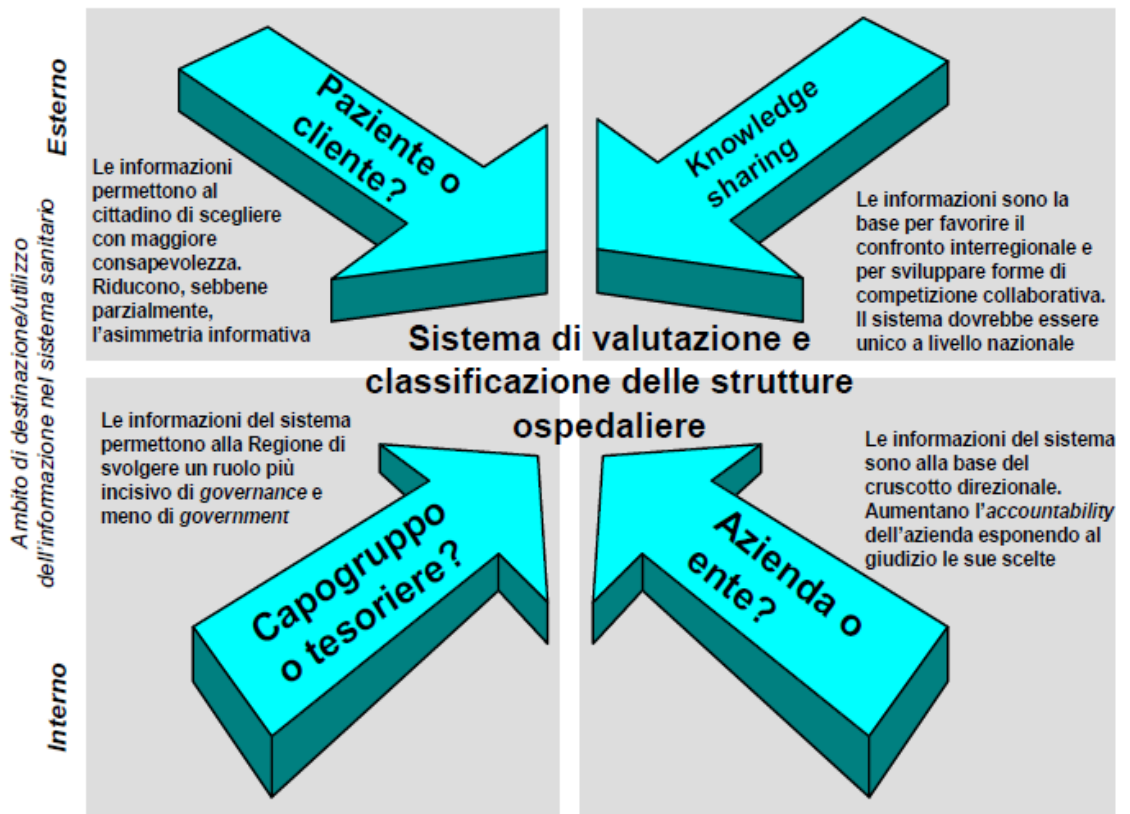 Esterno
Ambito di destinazione/utilizzo
dell'informazione nel sistema sanitario
Interno
Paziente o
cliente?
Le informazioni
permettono al
cittadino di scegliere
con maggiore
consapevolezza.
Riducono, sebbene
parzialmente,
l'asimmetria informativa
Knowledge
sharing
Le informazioni sono la
base per favorire il
confronto interregionale e
per sviluppare forme di
competizione collaborativa.
Il sistema dovrebbe essere
unico a livello nazionale
Sistema di valutazione e
classificazione delle strutture
ospedaliere
Le informazioni del sistema
permettono alla Regione di
svolgere un ruolo più
incisivo di governance e
meno di government
Capogruppo
o tesoriere?
Le informazioni del sistema
sono alla base del
cruscotto direzionale.
Aumentano l'accountability
dell'azienda esponendo al
giudizio le sue scelte
Azienda o
ente?